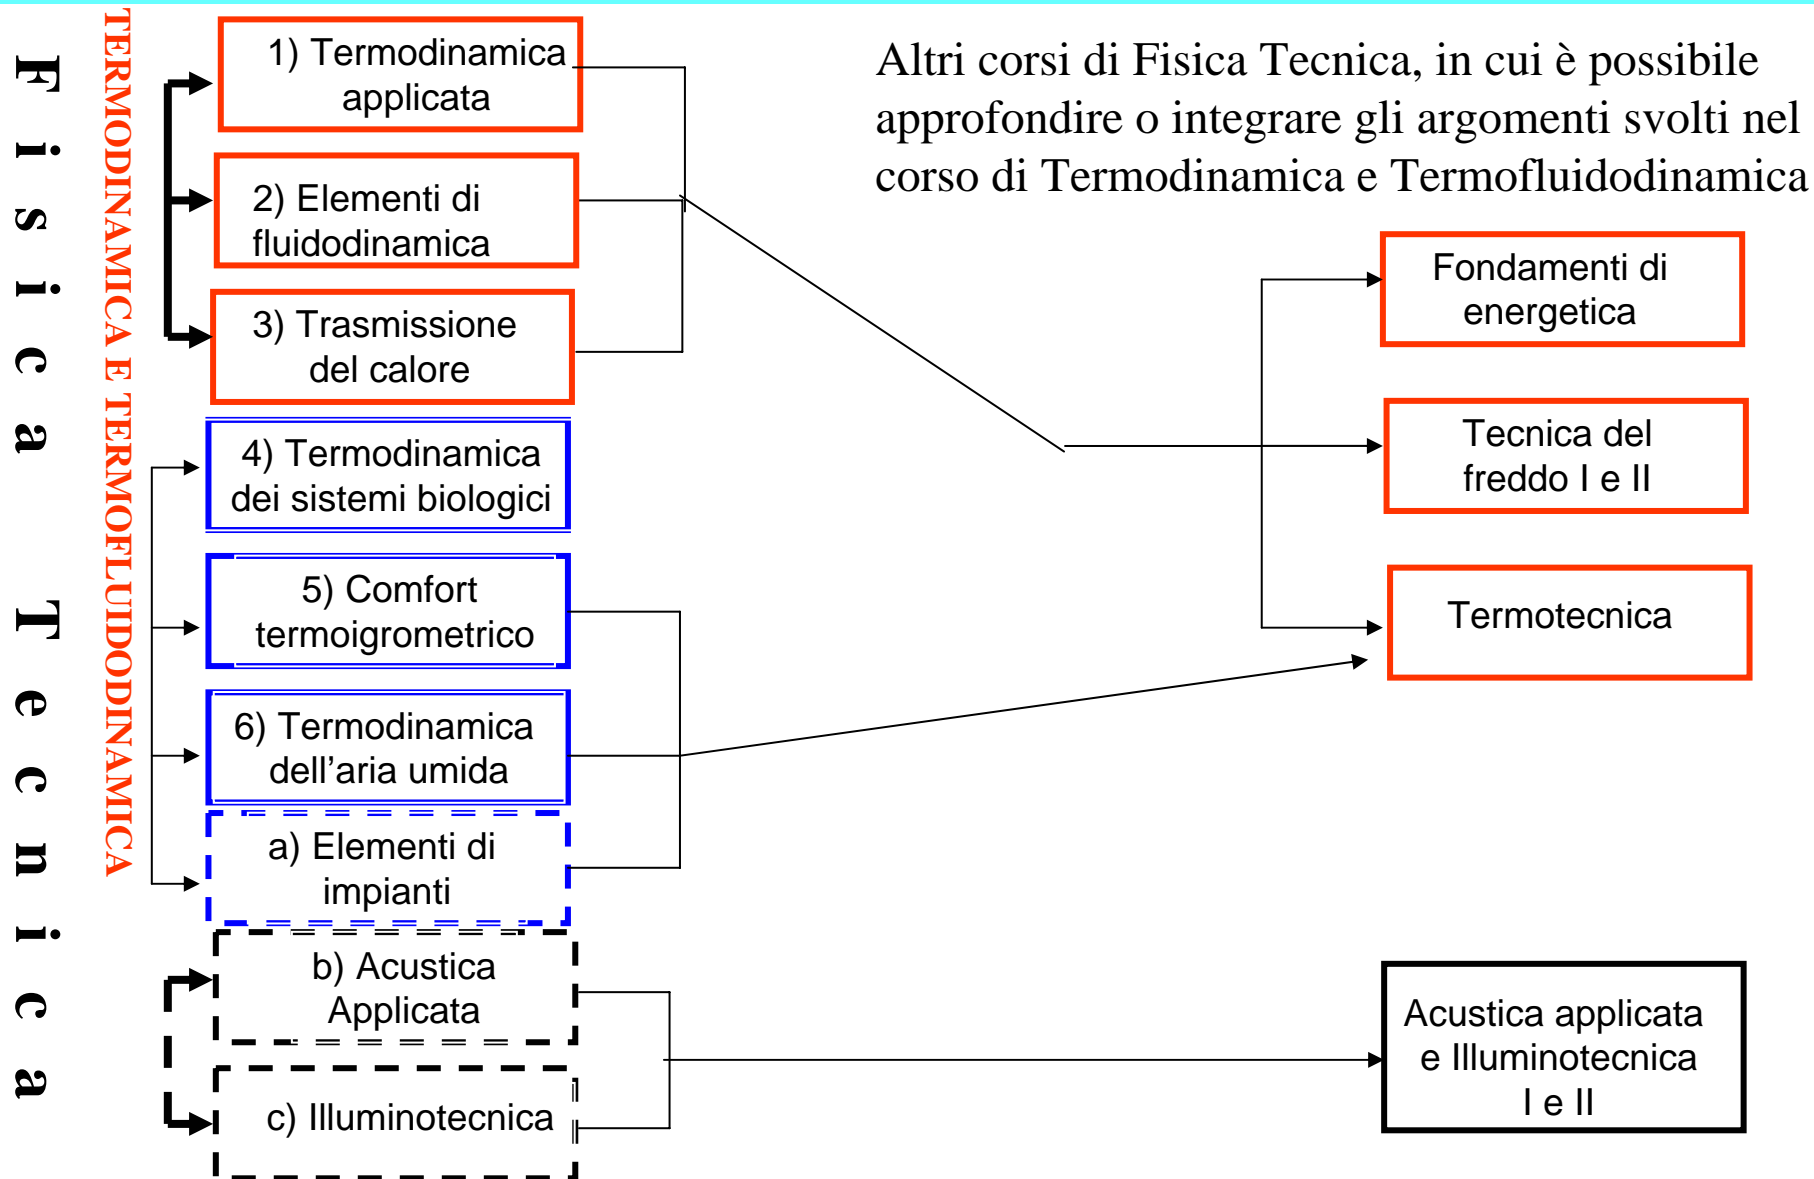 Fisica Tecnica
TERMODINAMICA E TERMOFLUIDODINAMICA
1) Termodinamica
applicata
2) Elementi di
fluidodinamica
3) Trasmissione
del calore
4) Termodinamica
dei sistemi biologici
5) Comfort
termoigrometrico
6) Termodinamica
dell’aria umida
a) Elementi di
impianti
b) Acustica
Applicata
c) Illuminotecnica
Altri corsi di Fisica Tecnica, in cui è possibile
approfondire o integrare gli argomenti svolti nel
corso di Termodinamica e Termofluidodinamica
Fondamenti di
energetica
Tecnica del
freddo I e II
Termotecnica
Acustica applicata
e Illuminotecnica
I e II